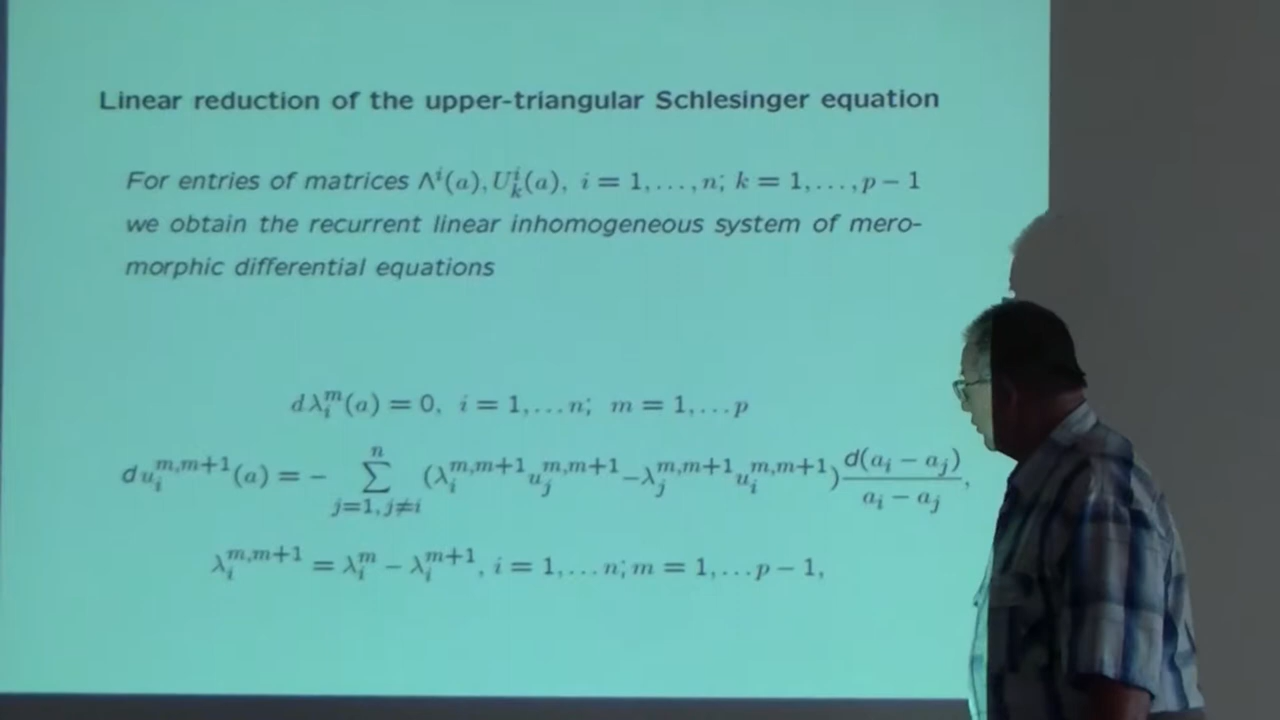 Linear reduction of the upper-triangular Schlesinger equation
For entries of matrices Λ^i(a), U_k^i(a), i = 1,...,n; k = 1,...,p − 1
we obtain the recurrent linear inhomogeneous system of mero-
morphic differential equations
dλ_i^m(a) = 0, i = 1,...n; m = 1,...p
du_i^{m,m+1}(a) = − ∑_{j=1,j≠i}^n (λ_i^{m,m+1} u_j^{m,m+1} − λ_j^{m,m+1} u_i^{m,m+1}) d(a_i − a_j)/(a_i − a_j),
λ_i^{m,m+1} = λ_i^m − λ_i^{m+1}, i = 1,...n; m = 1,...p − 1,